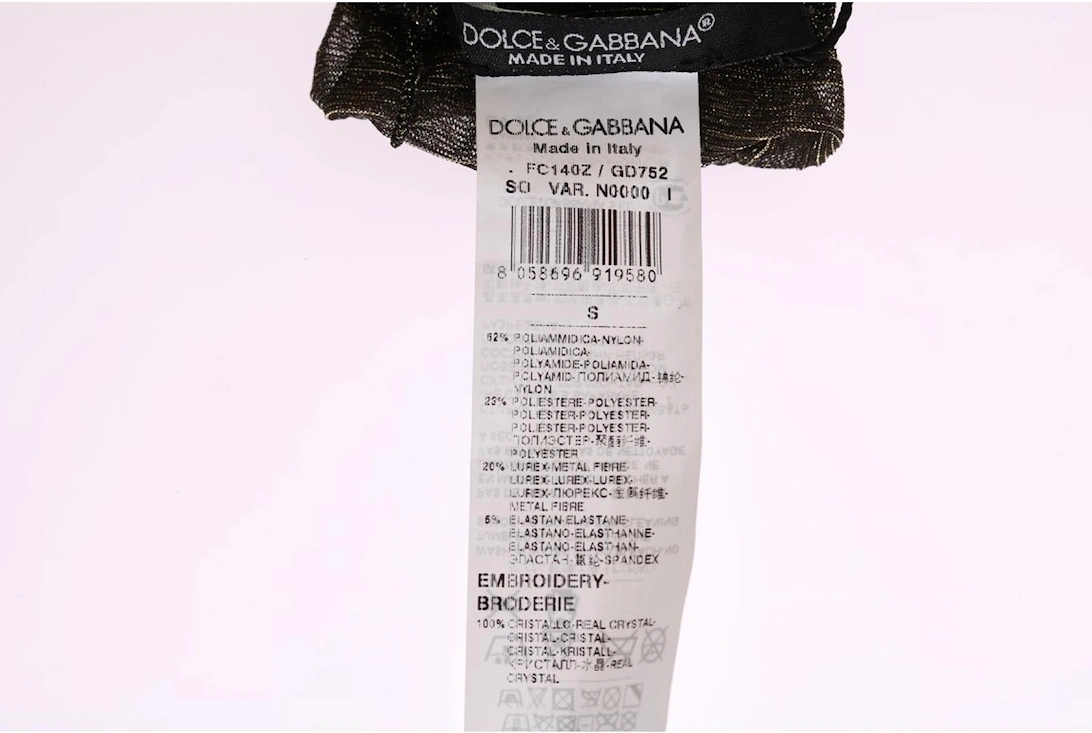 DOLCE & GABBANA®
MADE IN ITALY
DOLCE & GABBANA
Made in Italy
. FC140Z / GD752
SO VAR. N0000 I
8 058696 919580
S
52% POLIAMMIDICA-NYLON-
POLIAMIDICA-
POLYAMIDE-POLIAMIDA-
POLYAMID-ПОЛИАМИД-锦纶-
NYLON
23% POLIESTERE-POLYESTER-
POLIESTER-POLYESTER-
POLIESTER-POLYESTER-
ПОЛИЭСТЕР-聚酯纤维-
POLYESTER
20% LUREX-METAL FIBRE-
LUREX-LUREX-LUREX-
LUREX-ЛЮРЕКС-金属纤维-
METAL FIBRE
5% ELASTAN-ELASTANE-
ELASTANO-ELASTHANNE-
ELASTANO-ELASTHAN-
ЭЛАСТАН-氨纶-SPANDEX
EMBROIDERY-
BRODERIE
100% CRISTALLO-REAL CRYSTAL-
CRISTAL-CRISTAL-
CRISTAL-KRISTALL-
КРИСТАЛЛ-水晶-REAL
CRYSTAL